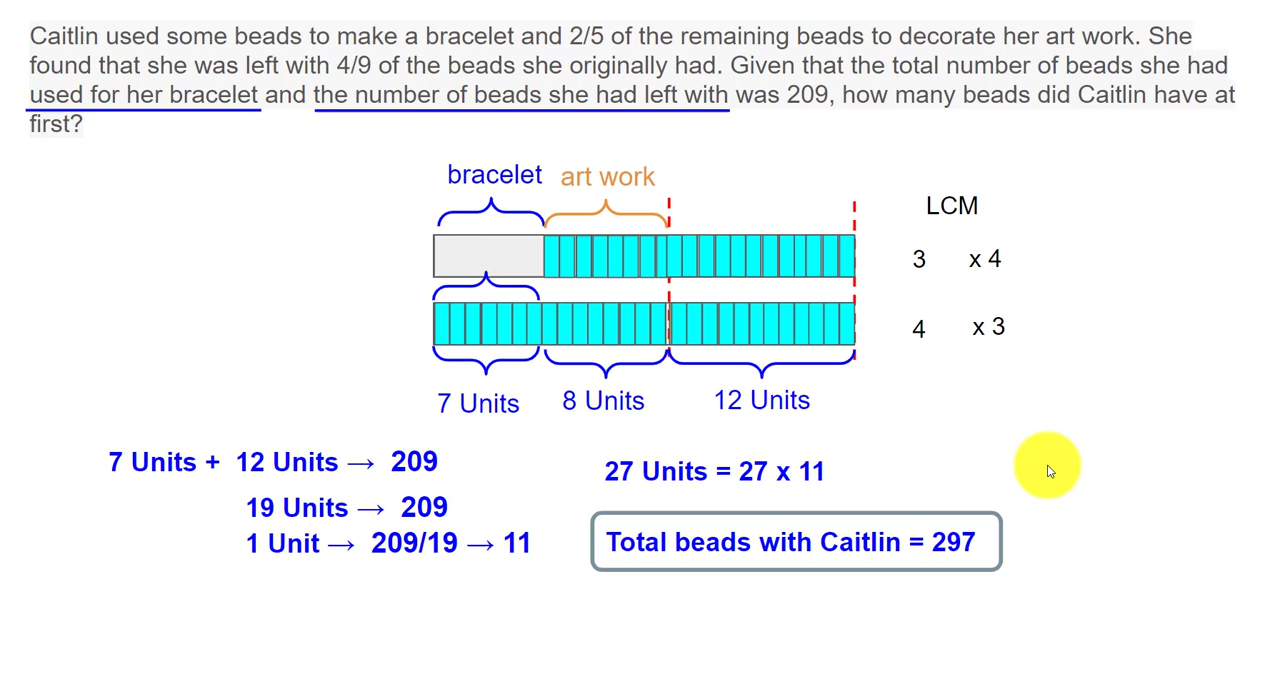 Caitlin used some beads to make a bracelet and 2/5 of the remaining beads to decorate her art work. She
found that she was left with 4/9 of the beads she originally had. Given that the total number of beads she had
used for her bracelet and the number of beads she had left with was 209, how many beads did Caitlin have at
first?
bracelet art work
LCM
3 x 4
4 x 3
7 Units 8 Units 12 Units
7 Units + 12 Units → 209
19 Units → 209
1 Unit → 209/19 → 11
27 Units = 27 x 11
Total beads with Caitlin = 297